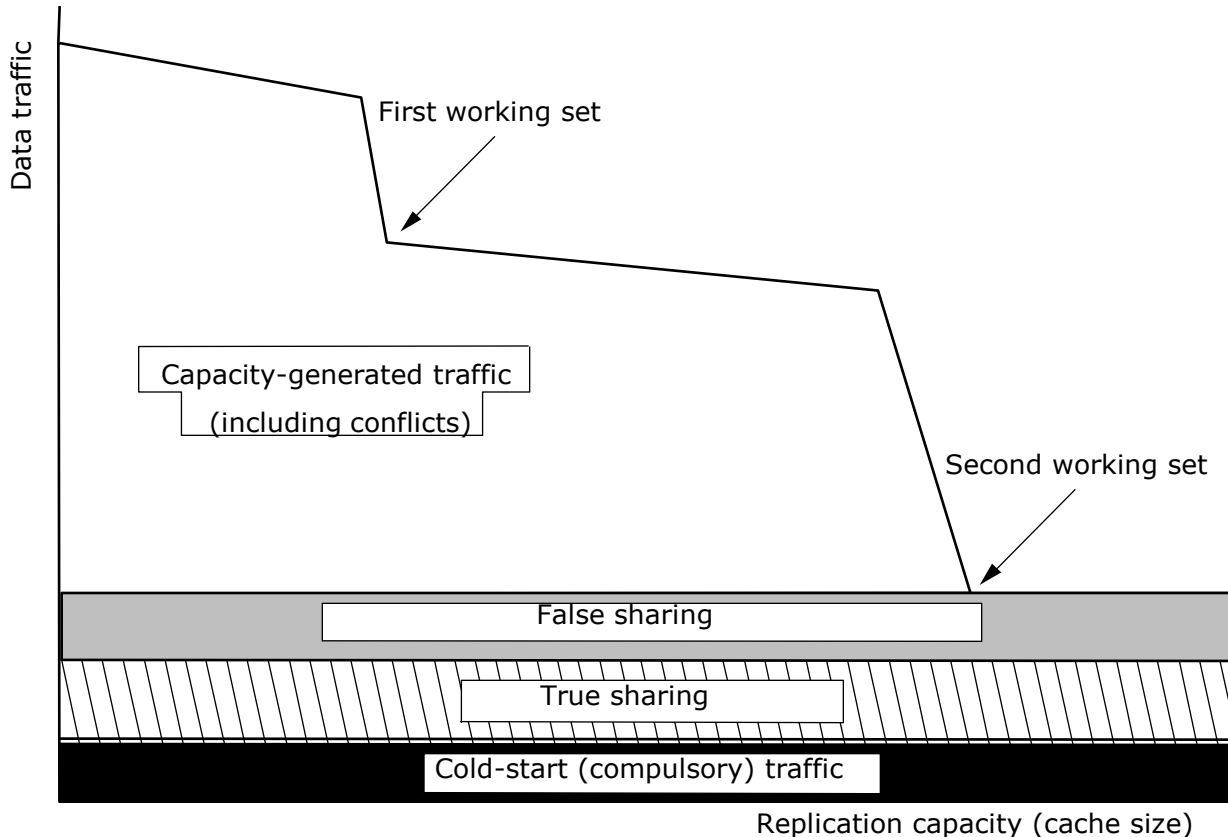 Data traffic
First working set
Capacity-generated traffic
(including conflicts)
Second working set
False sharing
True sharing
Cold-start (compulsory) traffic
Replication capacity (cache size)